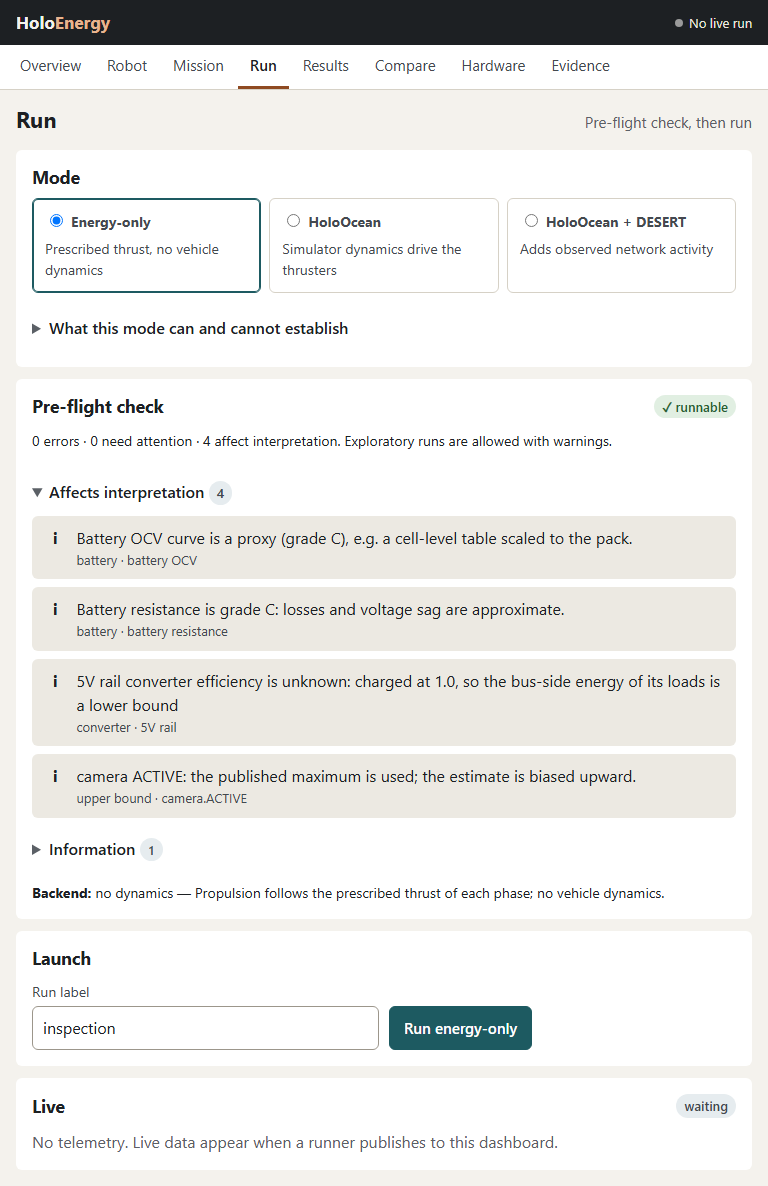 HoloEnergy
No live run
Overview Robot Mission Run Results Compare Hardware Evidence
Run
Pre-flight check, then run
Mode
Energy-only
Prescribed thrust, no vehicle
dynamics
HoloOcean
Simulator dynamics drive the
thrusters
HoloOcean + DESERT
Adds observed network activity
What this mode can and cannot establish
Pre-flight check
✓ runnable
0 errors · 0 need attention · 4 affect interpretation. Exploratory runs are allowed with warnings.
Affects interpretation 4
i Battery OCV curve is a proxy (grade C), e.g. a cell-level table scaled to the pack.
battery · battery OCV
i Battery resistance is grade C: losses and voltage sag are approximate.
battery · battery resistance
i 5V rail converter efficiency is unknown: charged at 1.0, so the bus-side energy of its loads is
a lower bound
converter · 5V rail
i camera ACTIVE: the published maximum is used; the estimate is biased upward.
upper bound · camera.ACTIVE
Information 1
Backend: no dynamics — Propulsion follows the prescribed thrust of each phase; no vehicle dynamics.
Launch
Run label
inspection
Run energy-only
Live
waiting
No telemetry. Live data appear when a runner publishes to this dashboard.